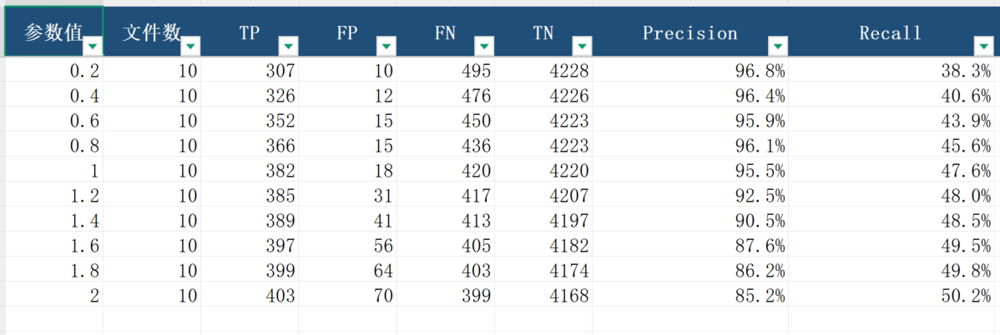 参数值 文件数 TP FP FN TN Precision Recall
0.2 10 307 10 495 4228 96.8% 38.3%
0.4 10 326 12 476 4226 96.4% 40.6%
0.6 10 352 15 450 4223 95.9% 43.9%
0.8 10 366 15 436 4223 96.1% 45.6%
1 10 382 18 420 4220 95.5% 47.6%
1.2 10 385 31 417 4207 92.5% 48.0%
1.4 10 389 41 413 4197 90.5% 48.5%
1.6 10 397 56 405 4182 87.6% 49.5%
1.8 10 399 64 403 4174 86.2% 49.8%
2 10 403 70 399 4168 85.2% 50.2%